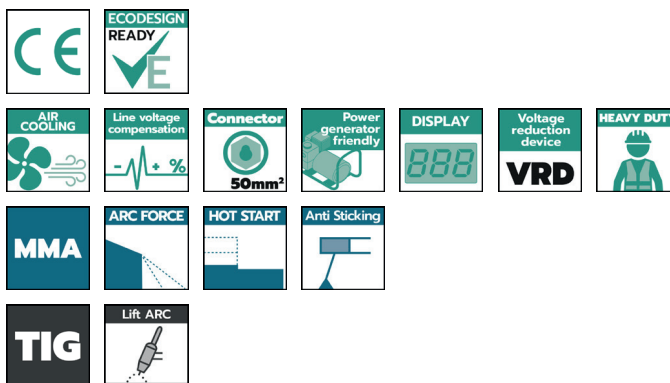 CE
ECODESIGN
READY
E
AIR
COOLING
Line voltage
compensation
- + %
Connector
50mm²
Power
generator
friendly
DISPLAY
888
Voltage
reduction
device
VRD
HEAVY DUTY
MMA
ARC FORCE
HOT START
Anti Sticking
TIG
Lift ARC